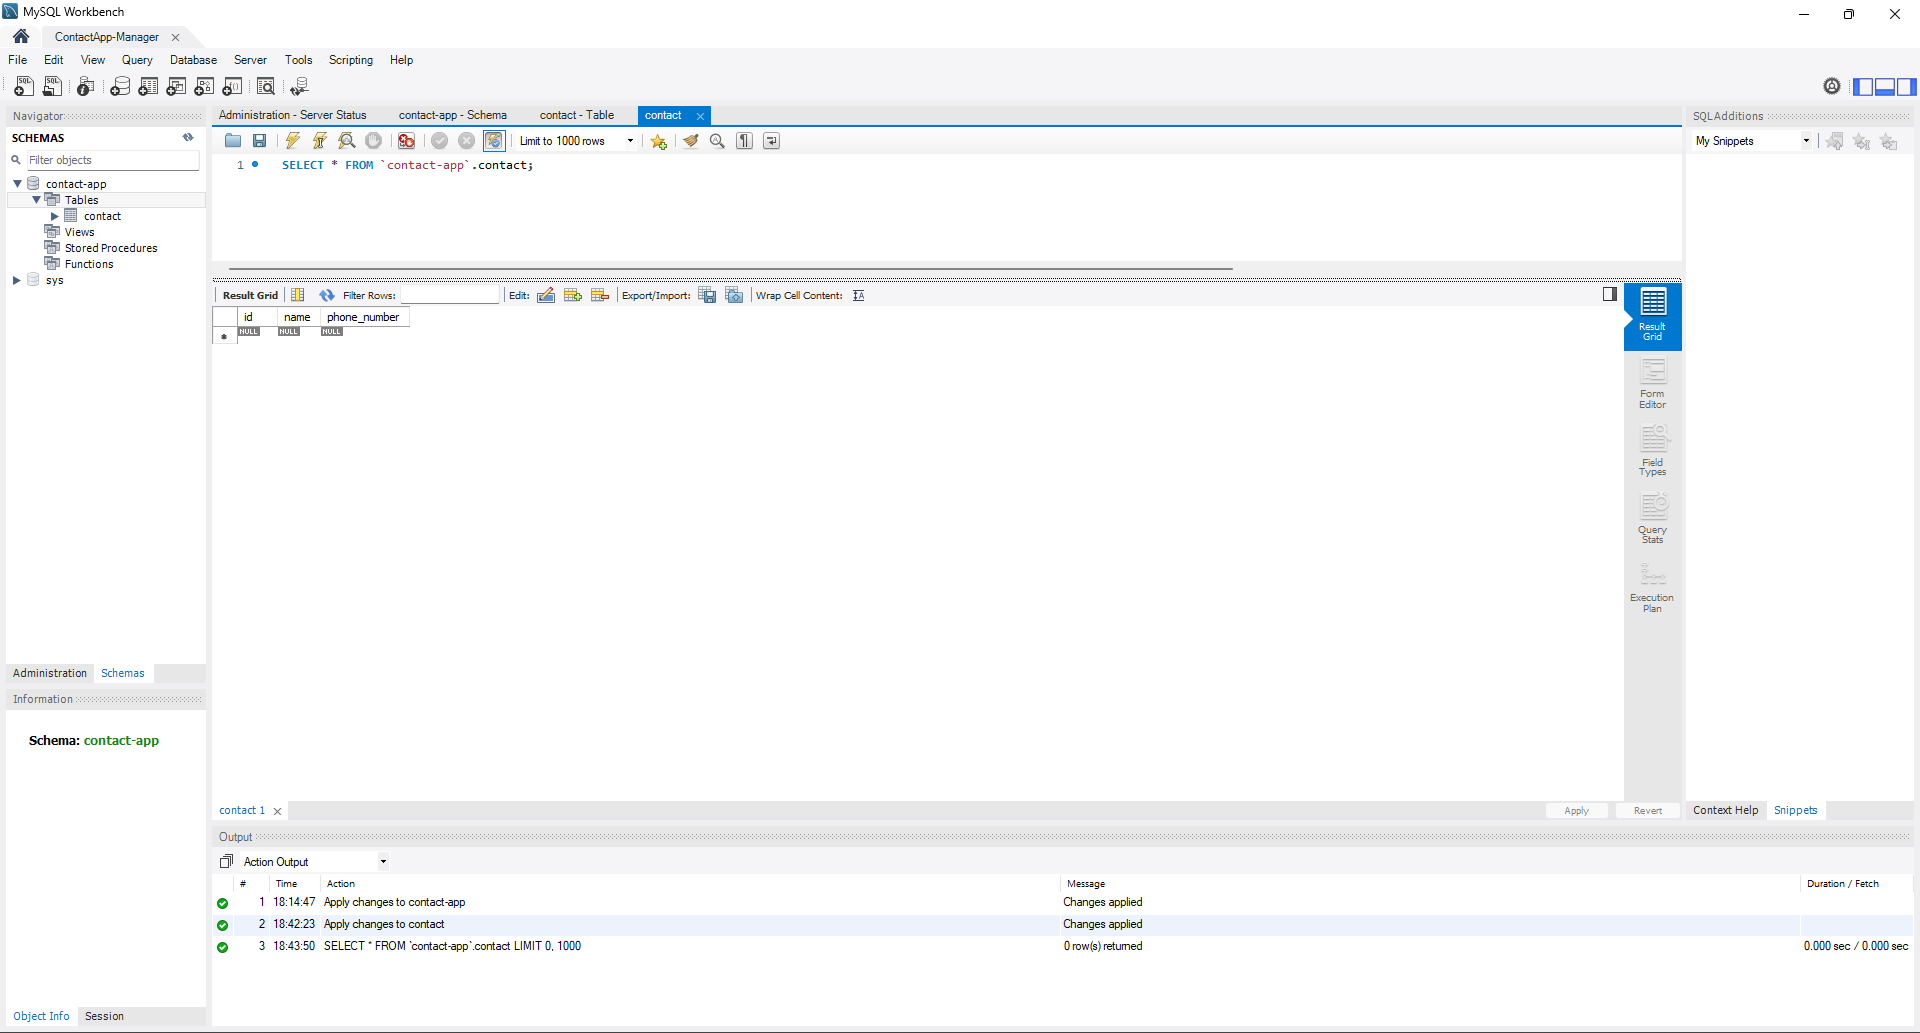 MySQL Workbench
ContactApp-Manager
File Edit View Query Database Server Tools Scripting Help
Navigator
SCHEMAS
Filter objects
contact-app
Tables
contact
Views
Stored Procedures
Functions
sys
Administration Schemas
Information
Schema: contact-app
Object Info Session
Administration - Server Status contact-app - Schema contact - Table contact
Limit to 1000 rows
1 SELECT * FROM `contact-app`.contact;
Result Grid Filter Rows: Edit: Export/Import: Wrap Cell Content:
id name phone_number
NULL NULL NULL
Result Grid
Form Editor
Field Types
Query Stats
Execution Plan
contact 1 Apply Revert
SQLAdditions
My Snippets
Context Help Snippets
Output
Action Output
# Time Action Message Duration / Fetch
1 18:14:47 Apply changes to contact-app Changes applied
2 18:42:23 Apply changes to contact Changes applied
3 18:43:50 SELECT * FROM `contact-app`.contact LIMIT 0, 1000 0 row(s) returned 0.000 sec / 0.000 sec